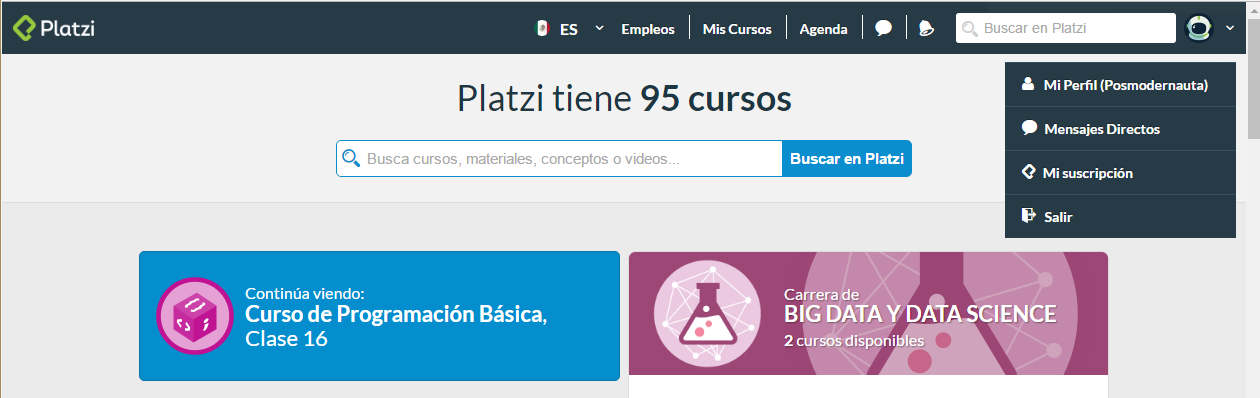 Platzi
ES
Empleos
Mis Cursos
Agenda
Buscar en Platzi
Mi Perfil (Posmodernauta)
Mensajes Directos
Mi suscripción
Salir
Platzi tiene 95 cursos
Busca cursos, materiales, conceptos o videos...
Buscar en Platzi
Continúa viendo:
Curso de Programación Básica,
Clase 16
Carrera de
BIG DATA Y DATA SCIENCE
2 cursos disponibles